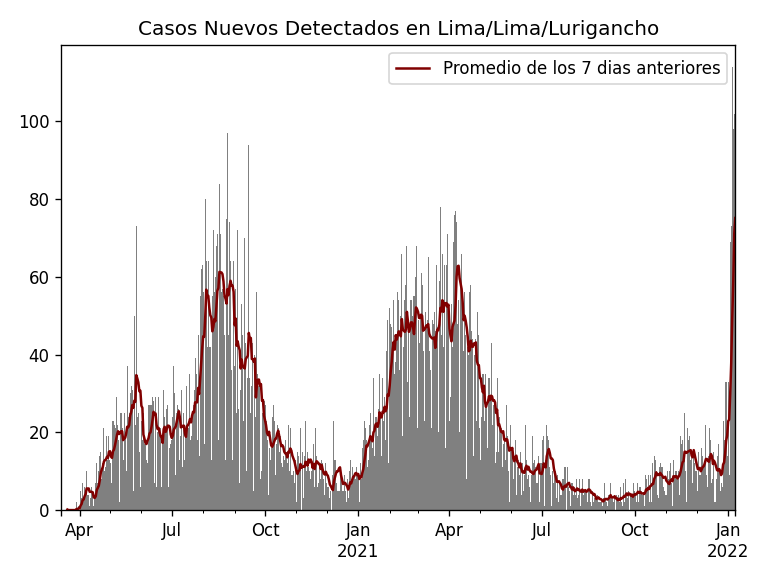 Casos Nuevos Detectados en Lima/Lima/Lurigancho
Promedio de los 7 dias anteriores
100
80
60
40
20
0
Apr Jul Oct Jan Apr Jul Oct Jan
2021 2022